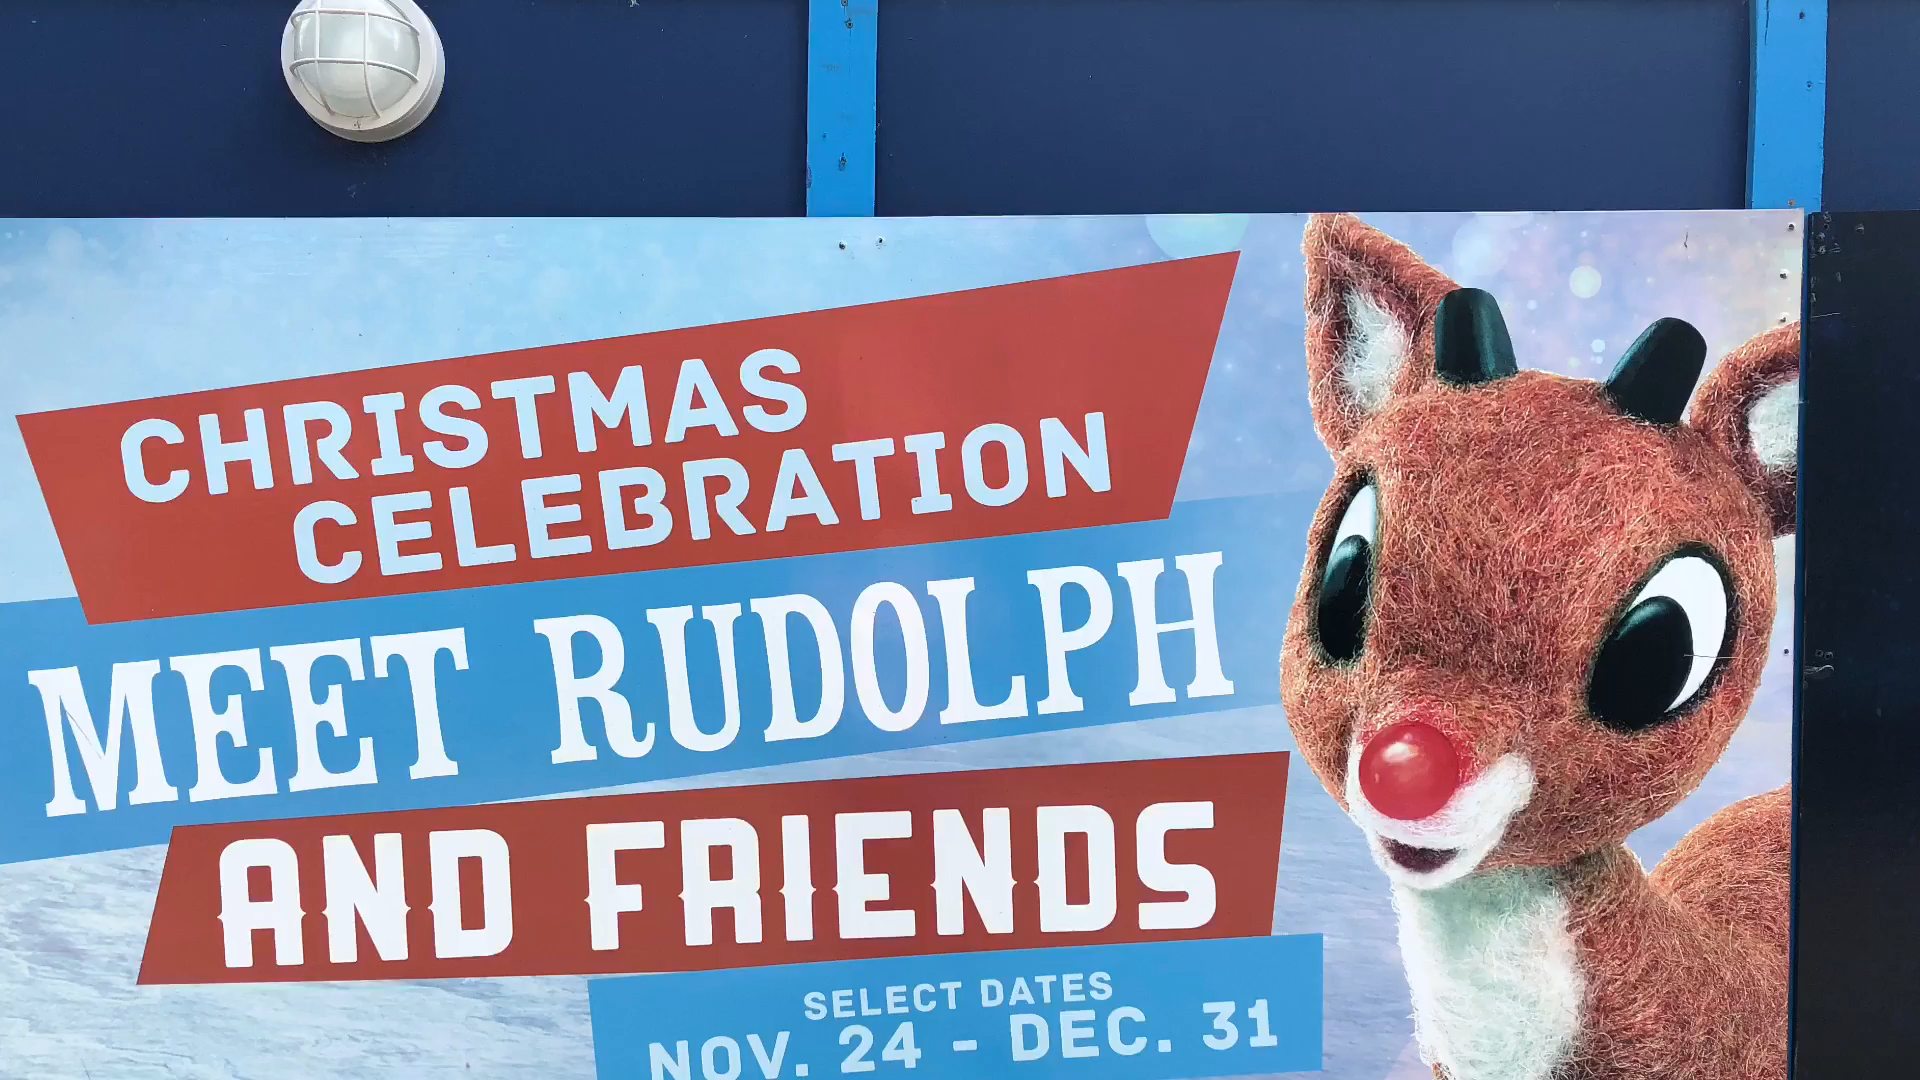 CHRISTMAS
CELEBRATION
MEET RUDOLPH
AND FRIENDS
SELECT DATES
NOV. 24 - DEC. 31